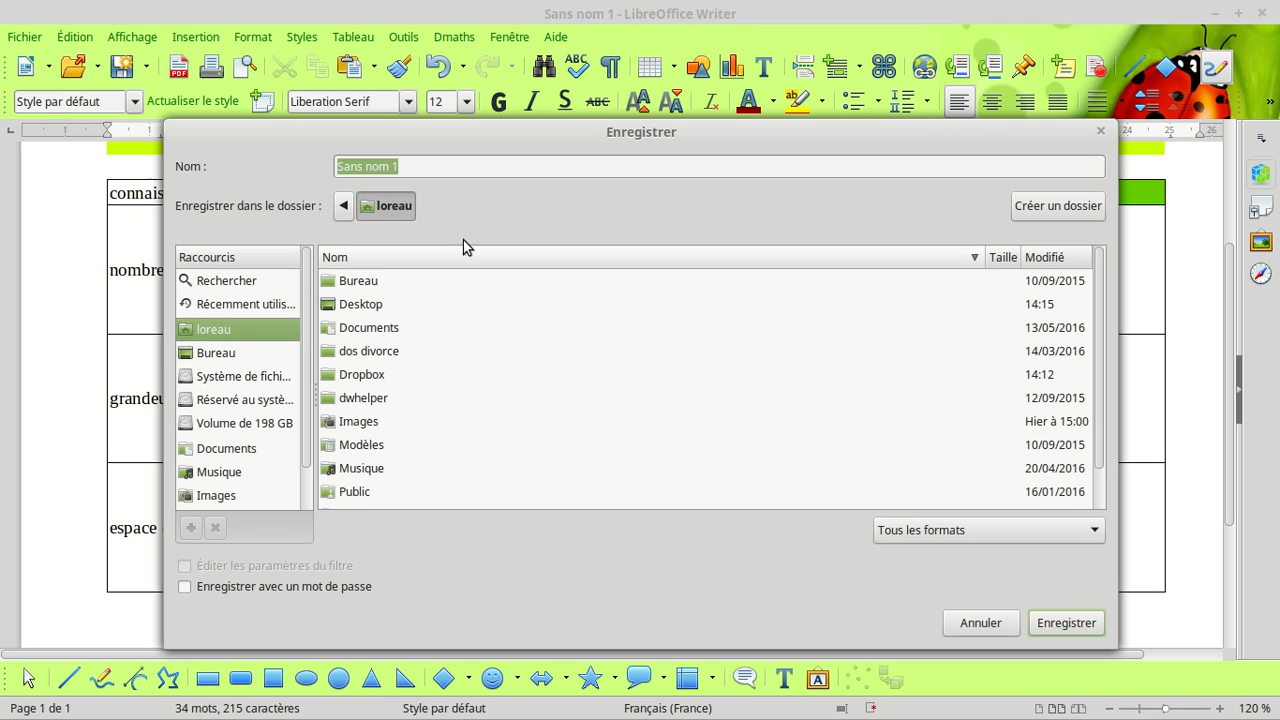 Sans nom 1 - LibreOffice Writer
Fichier Édition Affichage Insertion Format Styles Tableau Outils Dmaths Fenêtre Aide
Style par défaut Actualiser le style Liberation Serif 12 G I S ABC
1 1 24 25 26
Enregistrer
Nom : Sans nom 1
Enregistrer dans le dossier : loreau Créer un dossier
connais
nombre
grandeu
espace
Raccourcis
Rechercher
Récemment utilis...
loreau
Bureau
Système de fichi...
Réservé au systè...
Volume de 198 GB
Documents
Musique
Images
Nom Taille Modifié
Bureau 10/09/2015
Desktop 14:15
Documents 13/05/2016
dos divorce 14/03/2016
Dropbox 14:12
dwhelper 12/09/2015
Images Hier à 15:00
Modèles 10/09/2015
Musique 20/04/2016
Public 16/01/2016
Tous les formats
Éditer les paramètres du filtre
Enregistrer avec un mot de passe
Annuler Enregistrer
Page 1 de 1 34 mots, 215 caractères Style par défaut Français (France) 120 %